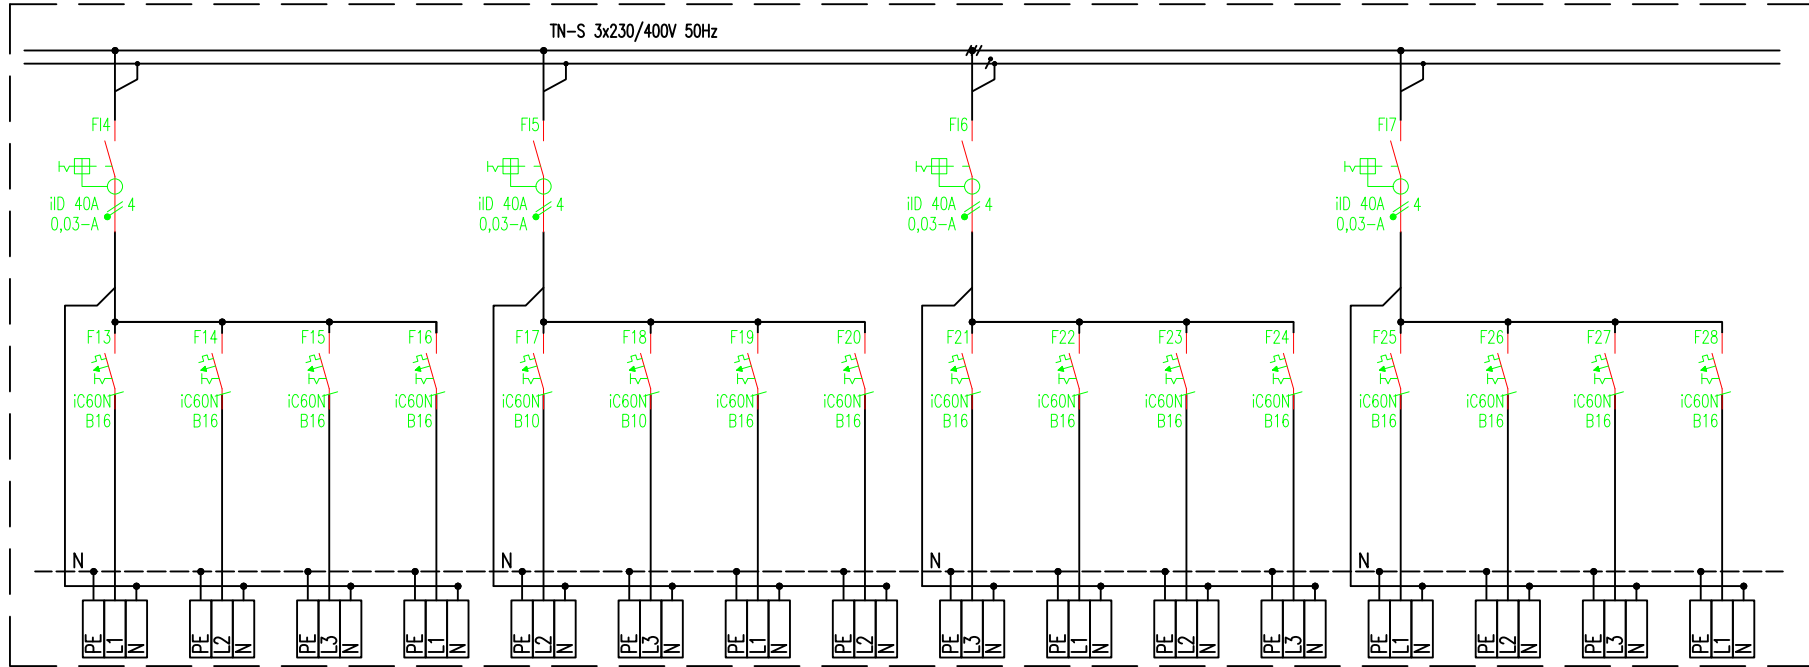 TN-S 3x230/400V 50Hz
FI4 FI5 FI6 FI7
iID 40A 4 iID 40A 4 iID 40A 4 iID 40A 4
0,03-A 0,03-A 0,03-A 0,03-A
F13 F14 F15 F16 F17 F18 F19 F20 F21 F22 F23 F24 F25 F26 F27 F28
iC60N iC60N iC60N iC60N iC60N iC60N iC60N iC60N iC60N iC60N iC60N iC60N iC60N iC60N iC60N iC60N
B16 B16 B16 B16 B10 B10 B16 B16 B16 B16 B16 B16 B16 B16 B16 B16
N N N N
PE L1 N PE L2 N PE L3 N PE L1 N PE L2 N PE L3 N PE L1 N PE L2 N PE L3 N PE L1 N PE L2 N PE L3 N PE L1 N PE L2 N PE L3 N PE L1 N